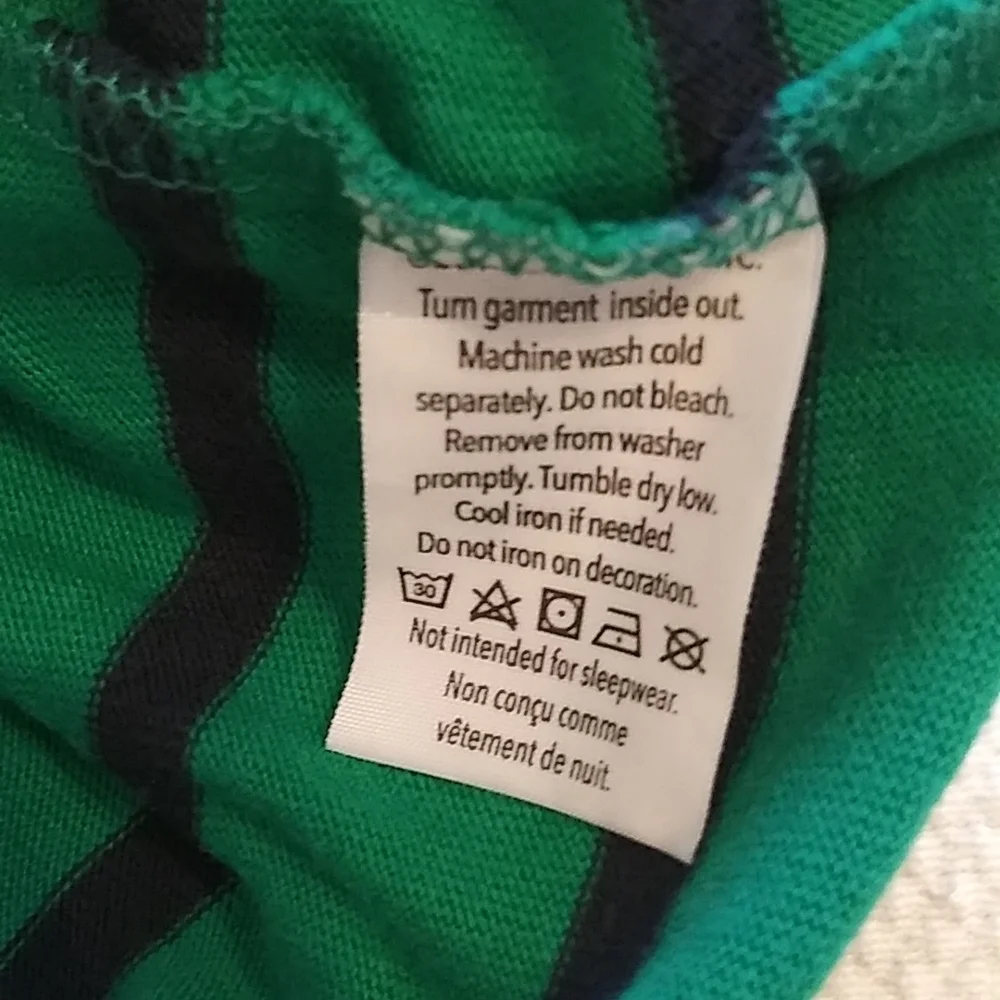 Turn garment inside out.
Machine wash cold
separately. Do not bleach.
Remove from washer
promptly. Tumble dry low.
Cool iron if needed.
Do not iron on decoration.
30
Not intended for sleepwear.
Non conçu comme
vêtement de nuit.